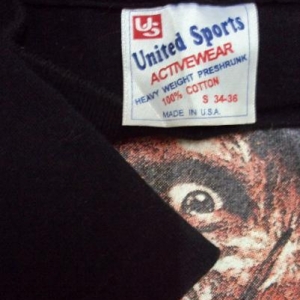 US
United Sports
ACTIVEWEAR
HEAVY WEIGHT PRESHRUNK
100% COTTON
S 34-36
MADE IN U.S.A.